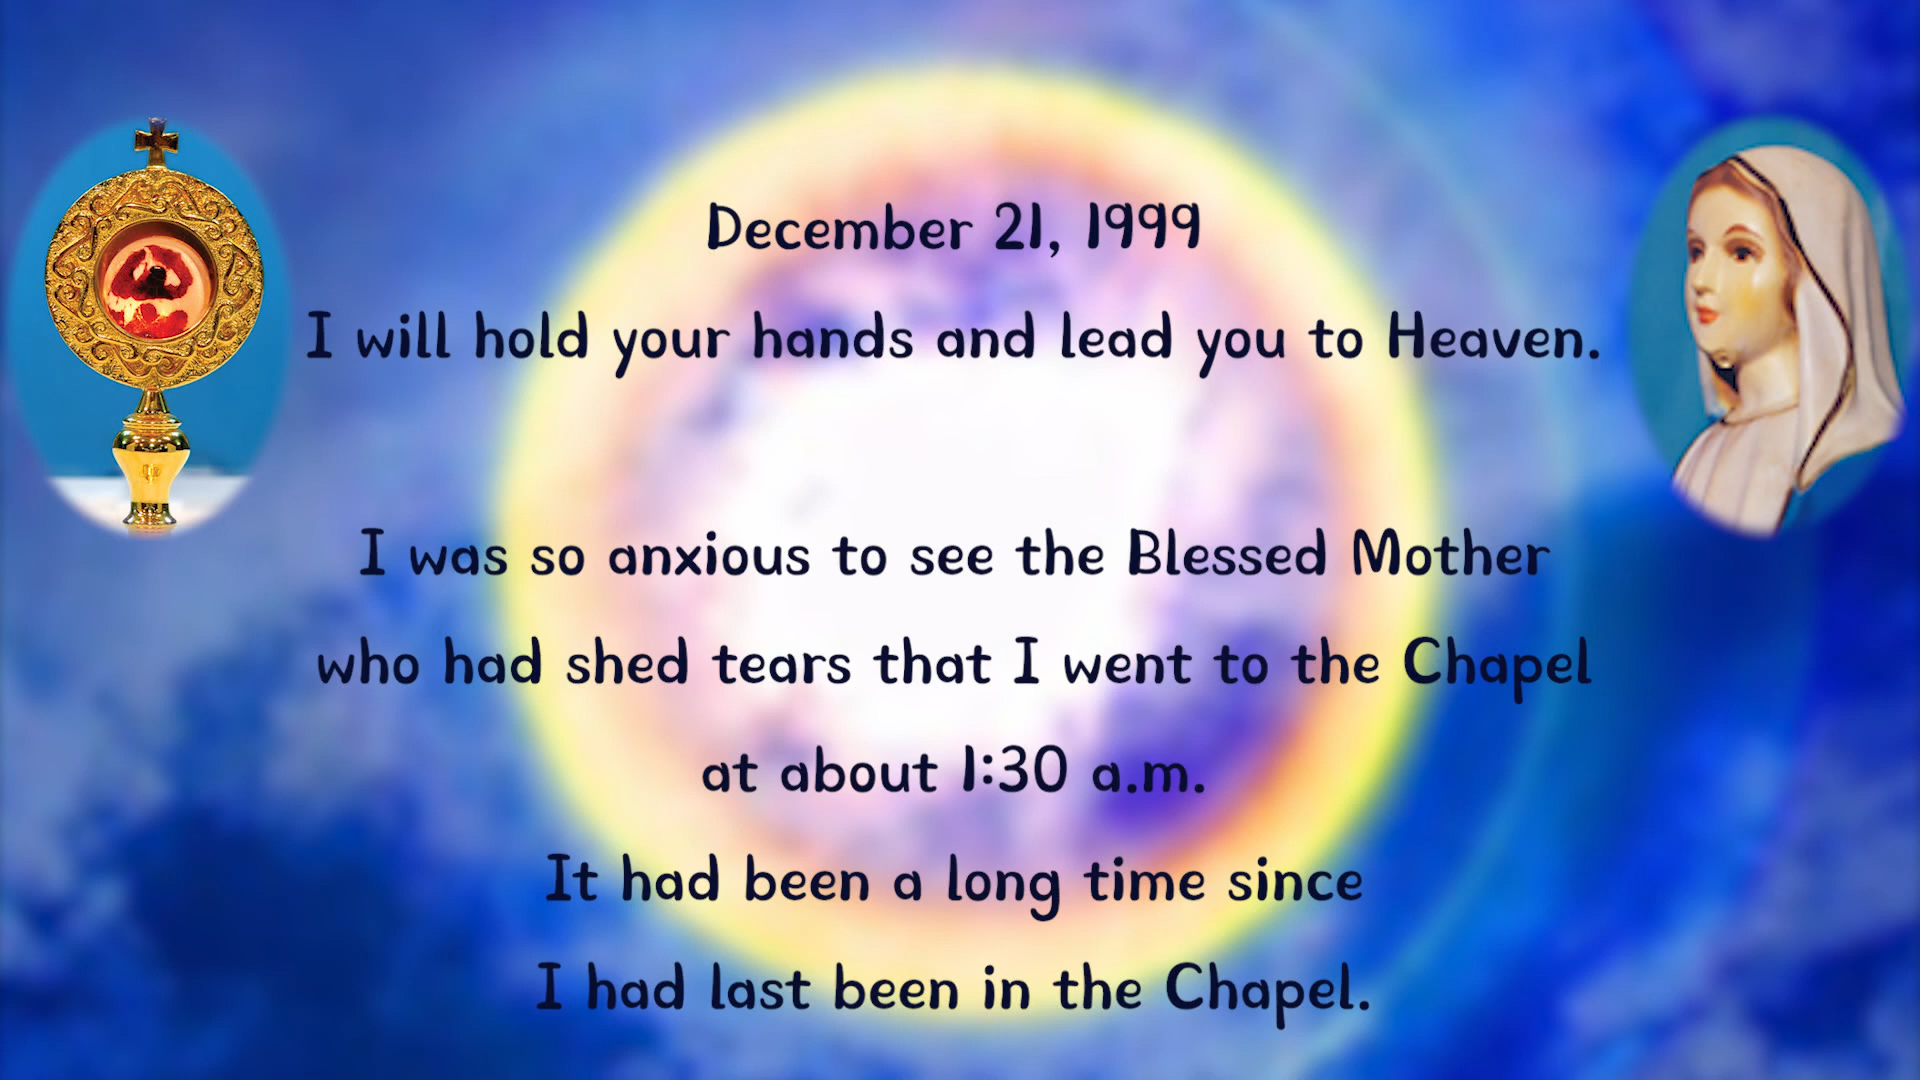 December 21, 1999
I will hold your hands and lead you to Heaven.
I was so anxious to see the Blessed Mother
who had shed tears that I went to the Chapel
at about 1:30 a.m.
It had been a long time since
I had last been in the Chapel.